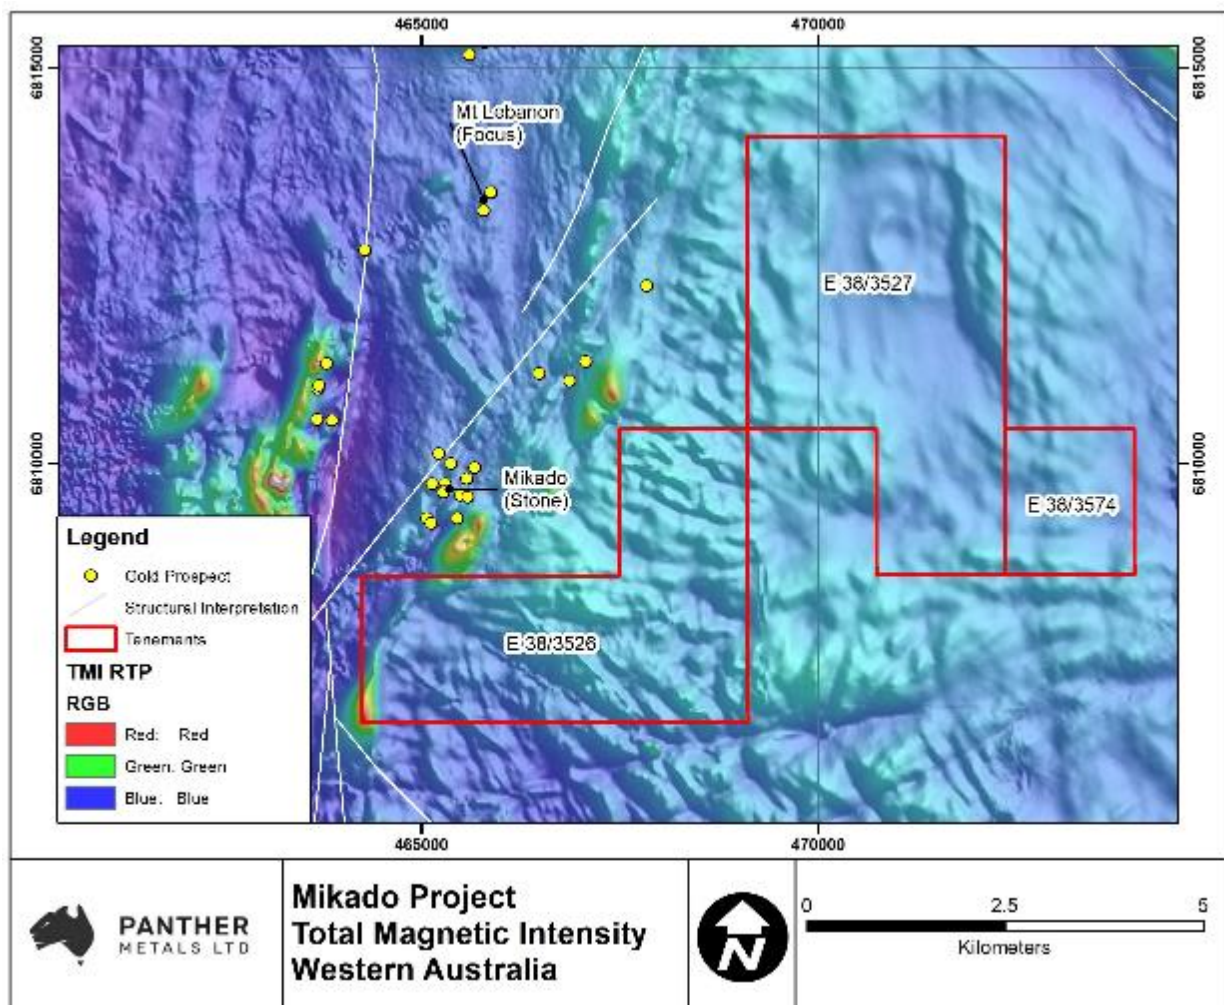 465000
470000
6815000
6815000
Mt Lebanon
(Focus)
E 38/3527
6810000
6810000
Mikado
(Stone)
E 38/3574
E 38/3526
Legend
Gold Prospect
Structural Interpretation
Tenements
TMI RTP
RGB
Red: Red
Green: Green
Blue: Blue
465000
470000
PANTHER
METALS LTD
Mikado Project
Total Magnetic Intensity
Western Australia
N
0 2.5 5
Kilometers